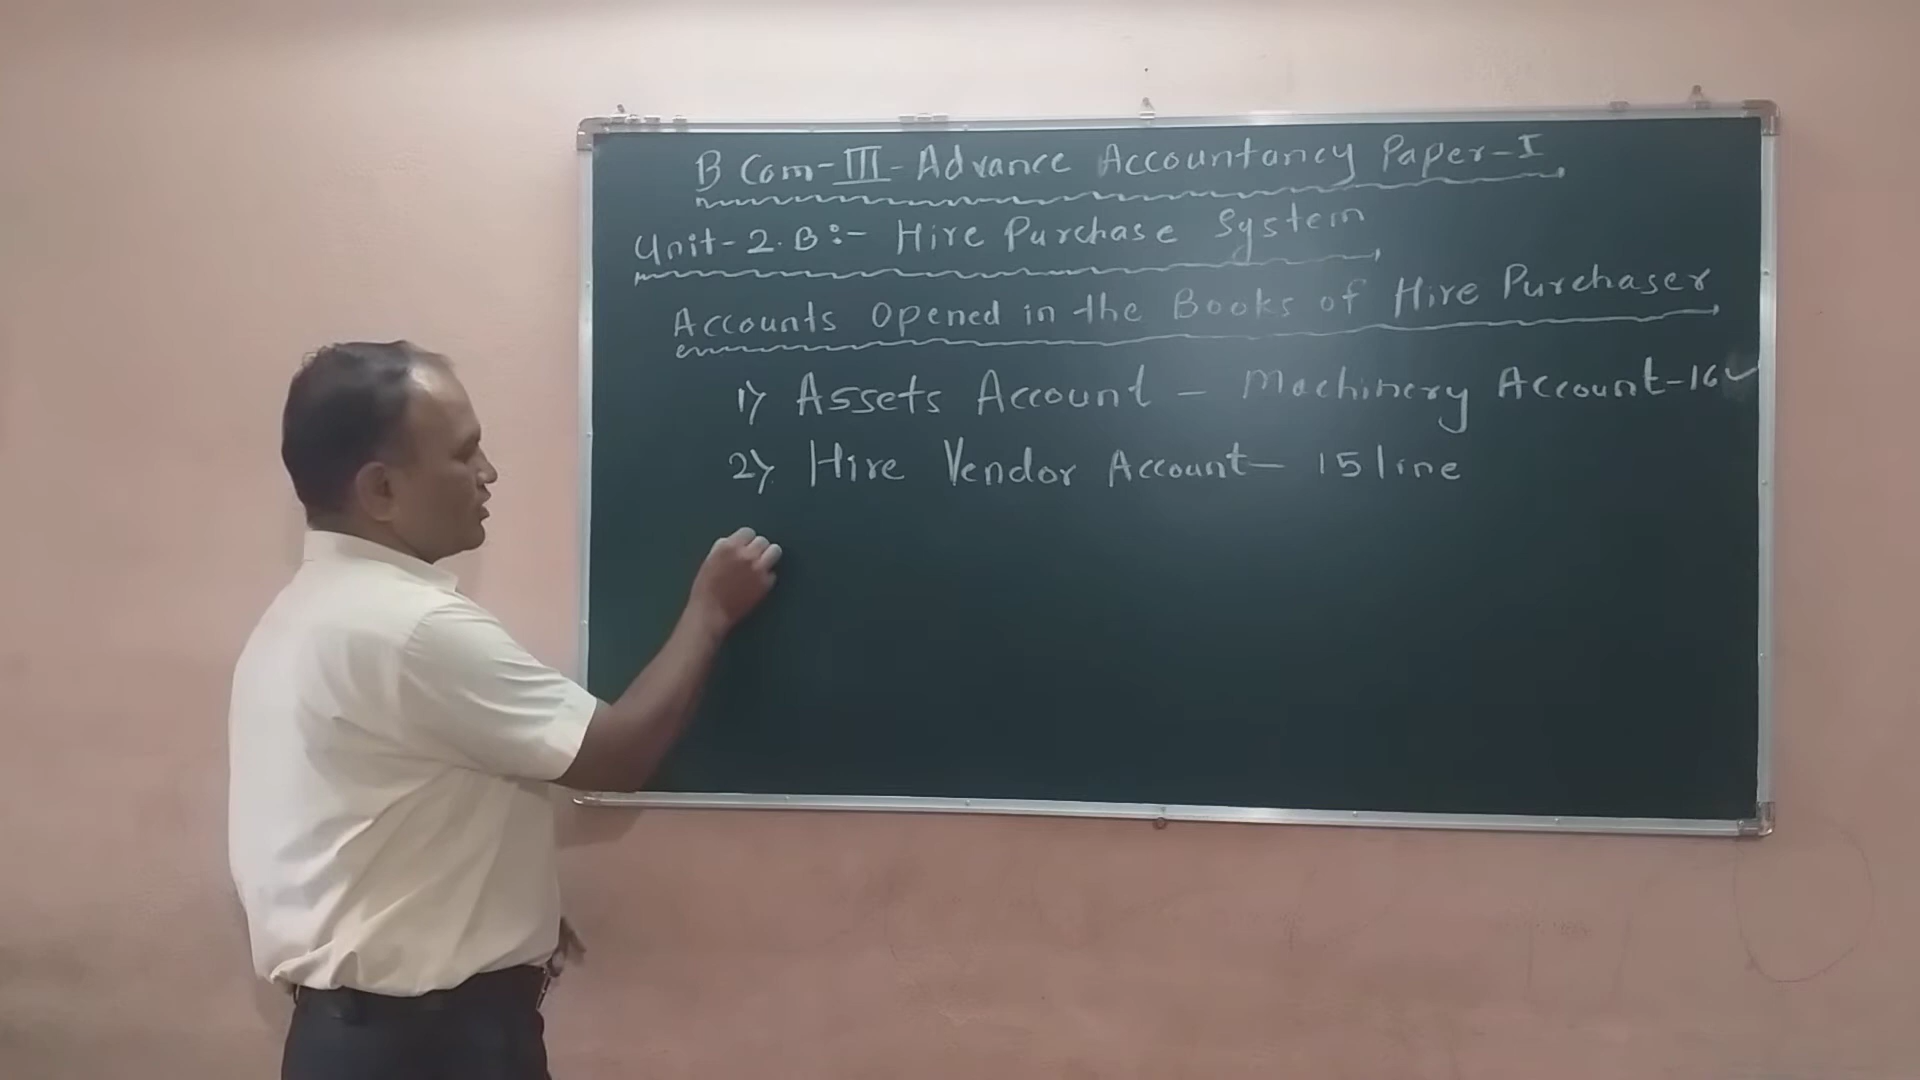 B Com-III-Advance Accountancy Paper-I
Unit-2.B:- Hire Purchase System
Accounts Opened in the Books of Hire Purchaser
1) Assets Account - Machinery Account-16
2) Hire Vendor Account- 15 line